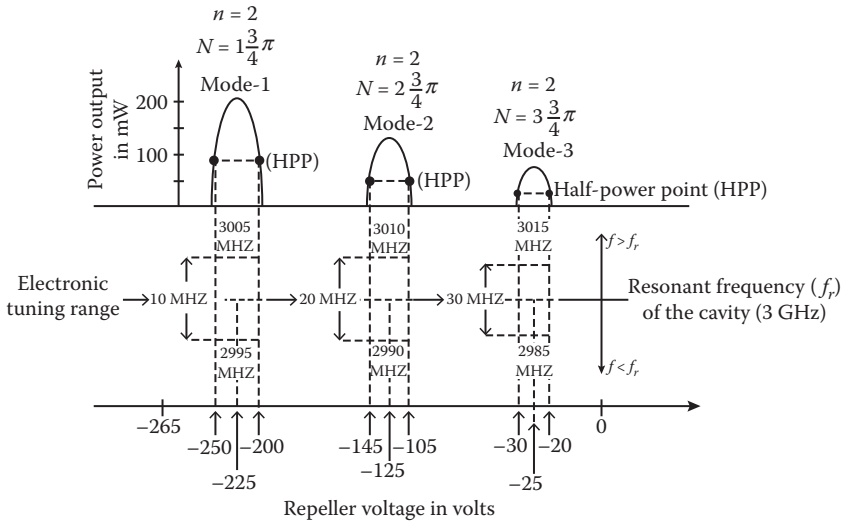 n = 2
N = 1 3/4 π
Mode-1
n = 2
N = 2 3/4 π
Mode-2
n = 2
N = 3 3/4 π
Mode-3
Power output
in mW
200
100
(HPP)
(HPP)
Half-power point (HPP)
3005
MHZ
3010
MHZ
3015
MHZ
f > fr
Electronic
tuning range
10 MHZ
20 MHZ
30 MHZ
Resonant frequency (fr)
of the cavity (3 GHz)
2995
MHZ
2990
MHZ
2985
MHZ
f < fr
−265
−250
−200
−225
−145
−105
−125
−30
−20
−25
0
Repeller voltage in volts